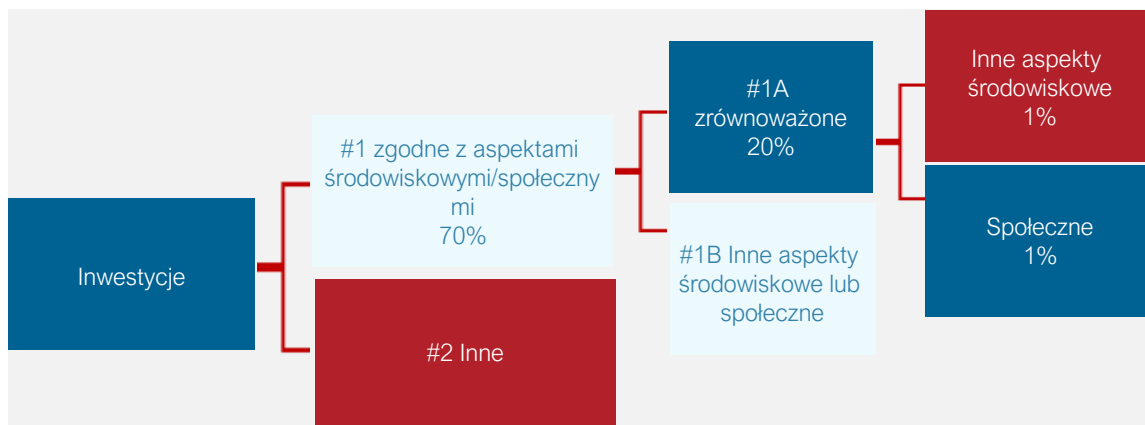 Inwestycje
#1 zgodne z aspektami
środowiskowymi/społeczny
mi
70%
#2 Inne
#1A
zrównoważone
20%
#1B Inne aspekty
środowiskowe lub
społeczne
Inne aspekty
środowiskowe
1%
Społeczne
1%